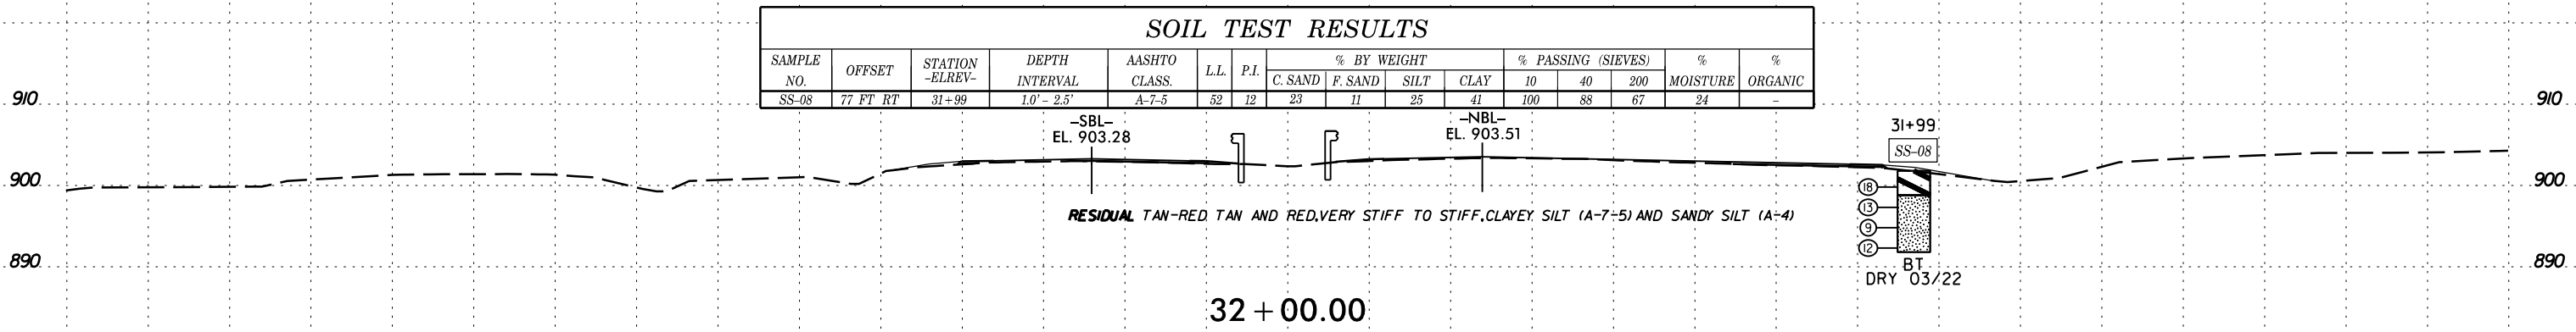 SOIL TEST RESULTS
SAMPLE NO. OFFSET STATION -ELREV- DEPTH INTERVAL AASHTO CLASS. L.L. P.I. % BY WEIGHT % PASSING (SIEVES) % MOISTURE % ORGANIC
C. SAND F. SAND SILT CLAY 10 40 200
SS-08 77 FT RT 31+99 1.0' - 2.5' A-7-5 52 12 23 11 25 41 100 88 67 24 -
910 910
-SBL- -NBL- 31+99
EL. 903.28 EL. 903.51
SS-08
900 900
18
RESIDUAL TAN-RED, TAN AND RED, VERY STIFF TO STIFF, CLAYEY SILT (A-7-5) AND SANDY SILT (A-4)
13
9
12
890 890
BT
DRY 03/22
32+00.00